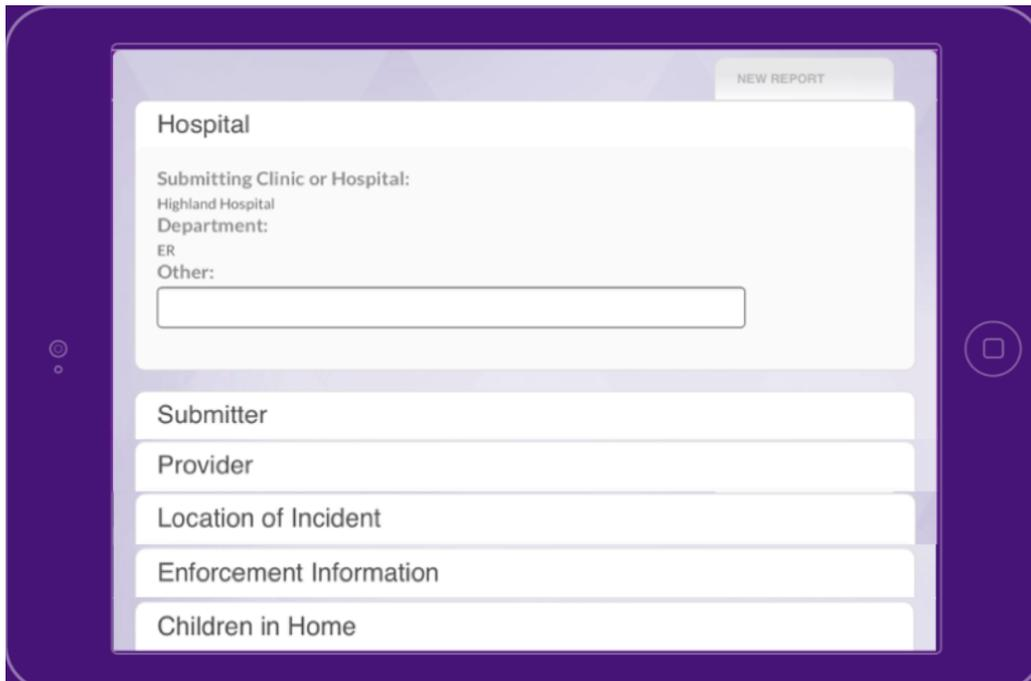 NEW REPORT
Hospital
Submitting Clinic or Hospital:
Highland Hospital
Department:
ER
Other:
Submitter
Provider
Location of Incident
Enforcement Information
Children in Home